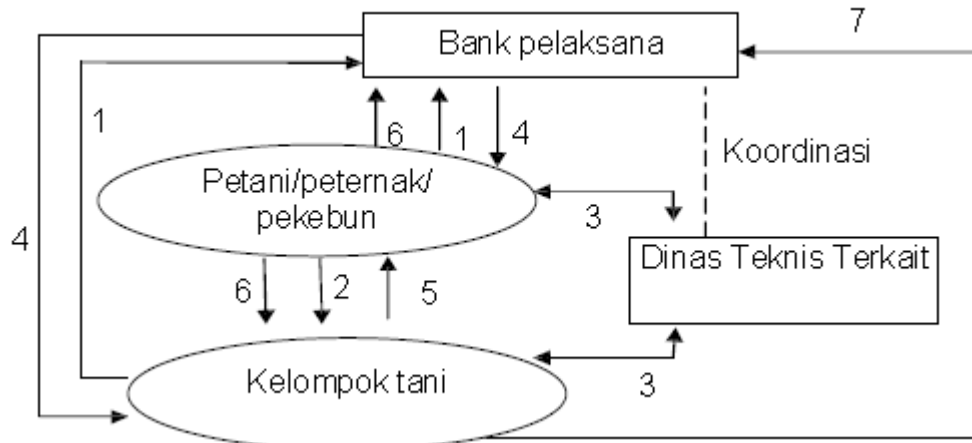 Bank pelaksana
7
1
6
1
4
Koordinasi
Petani/peternak/
pekebun
3
4
Dinas Teknis Terkait
6
2
5
Kelompok tani
3